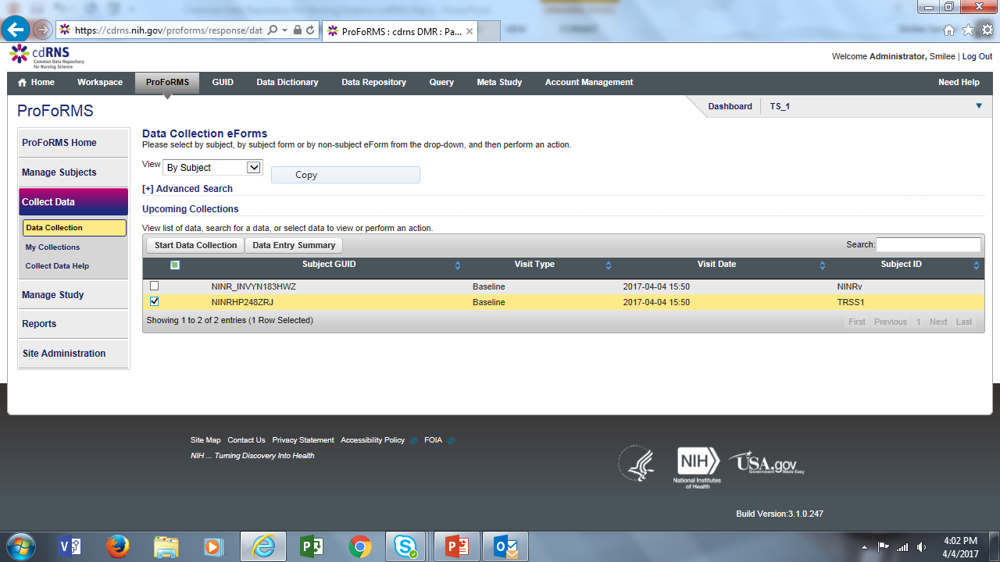 https://cdrns.nih.gov/proforms/response/dat
ProFoRMS : cdrns DMR : Pa...
cdRNS
Common Data Repository
for Nursing Science
Welcome Administrator, Smilee | Log Out
Home Workspace ProFoRMS GUID Data Dictionary Data Repository Query Meta Study Account Management Need Help
ProFoRMS
Dashboard TS_1
ProFoRMS Home
Manage Subjects
Collect Data
Data Collection
My Collections
Collect Data Help
Manage Study
Reports
Site Administration
Data Collection eForms
Please select by subject, by subject form or by non-subject eForm from the drop-down, and then perform an action.
View By Subject
Copy
[+] Advanced Search
Upcoming Collections
View list of data, search for a data, or select data to view or perform an action.
Start Data Collection Data Entry Summary Search:
Subject GUID Visit Type Visit Date Subject ID
NINR_INVYN183HWZ Baseline 2017-04-04 15:50 NINRv
NINRHP248ZRJ Baseline 2017-04-04 15:50 TRSS1
Showing 1 to 2 of 2 entries (1 Row Selected)
First Previous 1 Next Last
Site Map Contact Us Privacy Statement Accessibility Policy FOIA
NIH ... Turning Discovery Into Health
NIH
National Institutes
of Health
USA.gov
Government Made Easy
Build Version:3.1.0.247
4:02 PM
4/4/2017